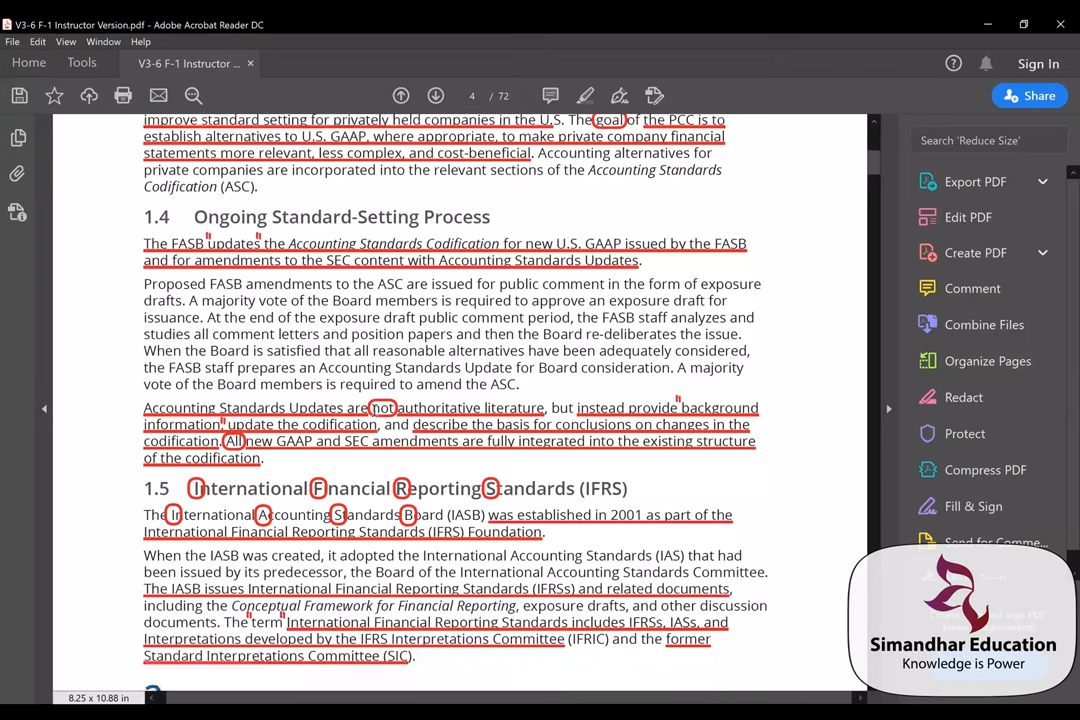 V3-6 F-1 Instructor Version.pdf - Adobe Acrobat Reader DC
File Edit View Window Help
Home Tools V3-6 F-1 Instructor ... × Sign In
4 / 72 Share
improve standard setting for privately held companies in the U.S. The goal of the PCC is to
establish alternatives to U.S. GAAP, where appropriate, to make private company financial
statements more relevant, less complex, and cost-beneficial. Accounting alternatives for
private companies are incorporated into the relevant sections of the Accounting Standards
Codification (ASC).
1.4 Ongoing Standard-Setting Process
The FASB "updates" the Accounting Standards Codification for new U.S. GAAP issued by the FASB
and for amendments to the SEC content with Accounting Standards Updates.
Proposed FASB amendments to the ASC are issued for public comment in the form of exposure
drafts. A majority vote of the Board members is required to approve an exposure draft for
issuance. At the end of the exposure draft public comment period, the FASB staff analyzes and
studies all comment letters and position papers and then the Board re-deliberates the issue.
When the Board is satisfied that all reasonable alternatives have been adequately considered,
the FASB staff prepares an Accounting Standards Update for Board consideration. A majority
vote of the Board members is required to amend the ASC.
Accounting Standards Updates are not authoritative literature, but instead provide "background
information" update the codification, and describe the basis for conclusions on changes in the
codification. All new GAAP and SEC amendments are fully integrated into the existing structure
of the codification.
1.5 International Financial Reporting Standards (IFRS)
The International Accounting Standards Board (IASB) was established in 2001 as part of the
International Financial Reporting Standards (IFRS) Foundation.
When the IASB was created, it adopted the International Accounting Standards (IAS) that had
been issued by its predecessor, the Board of the International Accounting Standards Committee.
The IASB issues International Financial Reporting Standards (IFRSs) and related documents,
including the Conceptual Framework for Financial Reporting, exposure drafts, and other discussion
documents. The "term" International Financial Reporting Standards includes IFRSs, IASs, and
Interpretations developed by the IFRS Interpretations Committee (IFRIC) and the former
Standard Interpretations Committee (SIC).
8.25 x 10.88 in
Search 'Reduce Size'
Export PDF
Edit PDF
Create PDF
Comment
Combine Files
Organize Pages
Redact
Protect
Compress PDF
Fill & Sign
Send for Comme...
Simandhar Education
Knowledge is Power